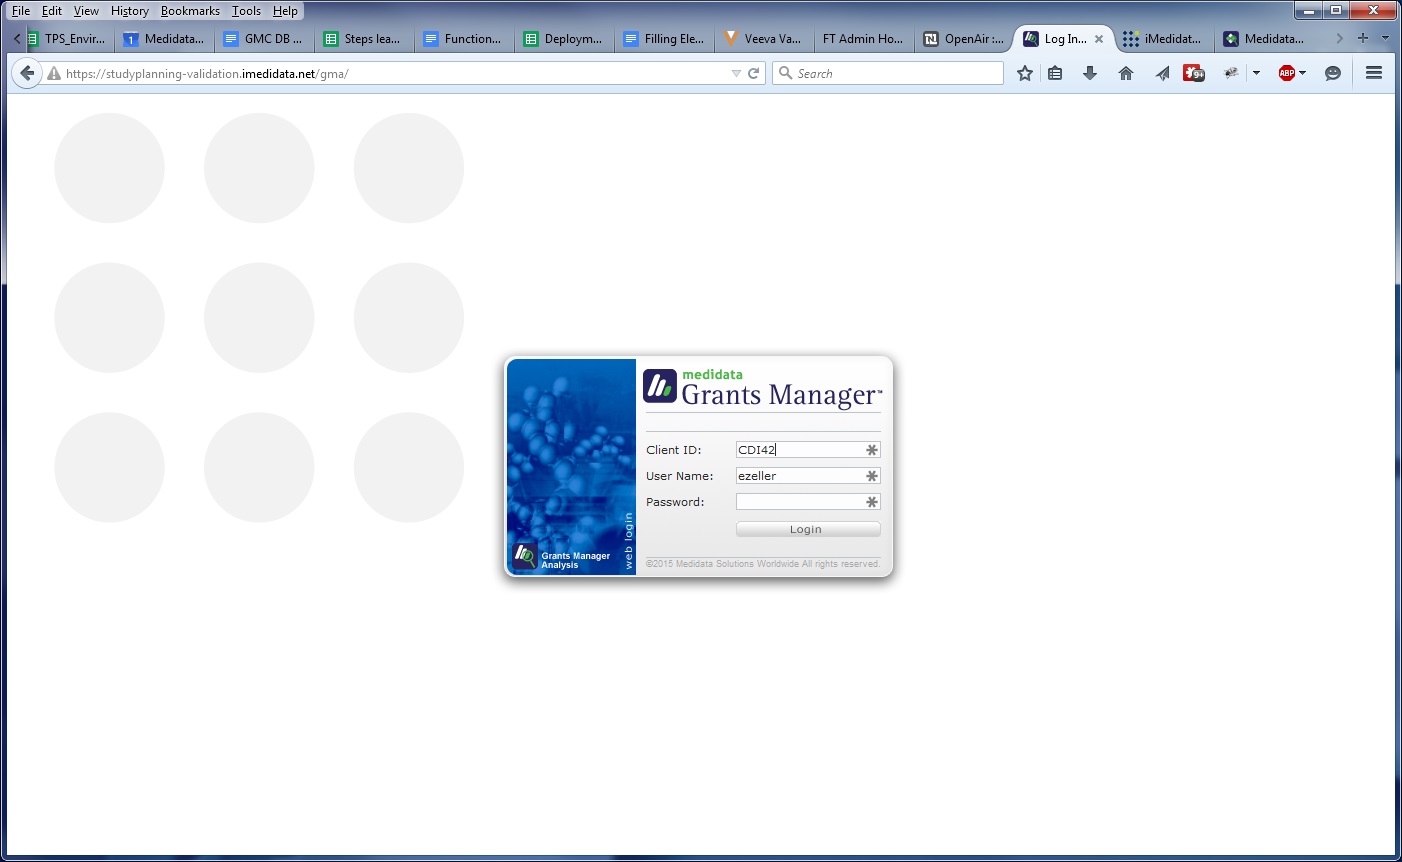 File Edit View History Bookmarks Tools Help
TPS_Envir... Medidata... GMC DB ... Steps lea... Function... Deploym... Filling Ele... Veeva Va... FT Admin Ho... OpenAir :... Log In... iMedidat... Medidata...
https://studyplanning-validation.imedidata.net/gma/ Search 9+ ABP
medidata
Grants Manager™
Client ID: CDI42
User Name: ezeller
Password:
Login
web login
Grants Manager
Analysis
©2015 Medidata Solutions Worldwide All rights reserved.